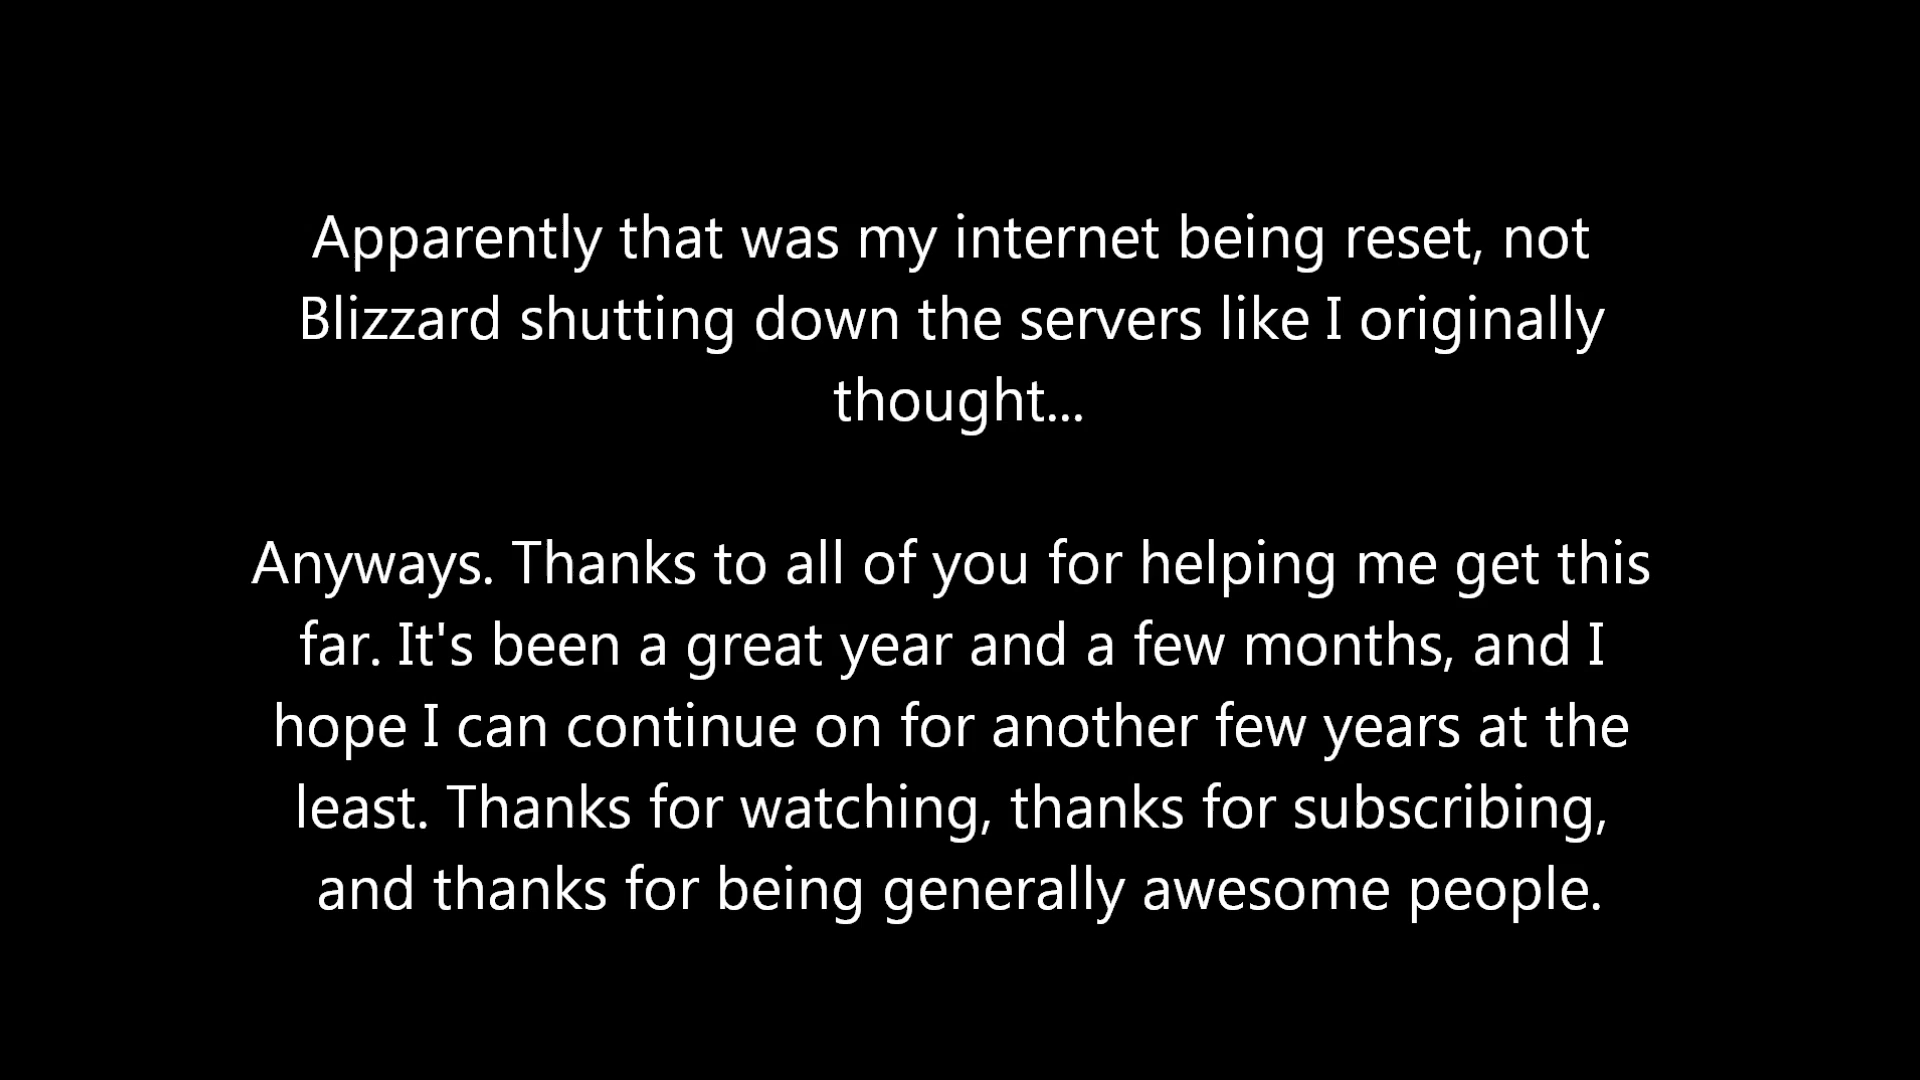 Apparently that was my internet being reset, not
Blizzard shutting down the servers like I originally
thought...
Anyways. Thanks to all of you for helping me get this
far. It's been a great year and a few months, and I
hope I can continue on for another few years at the
least. Thanks for watching, thanks for subscribing,
and thanks for being generally awesome people.